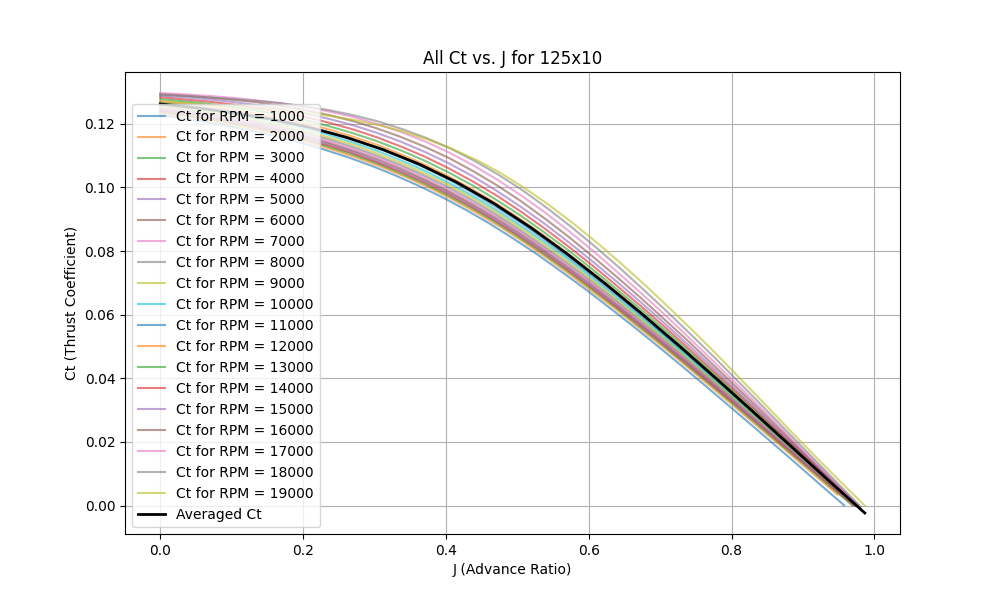 All Ct vs. J for 125x10
Ct (Thrust Coefficient)
0.12
0.10
0.08
0.06
0.04
0.02
0.00
Ct for RPM = 1000
Ct for RPM = 2000
Ct for RPM = 3000
Ct for RPM = 4000
Ct for RPM = 5000
Ct for RPM = 6000
Ct for RPM = 7000
Ct for RPM = 8000
Ct for RPM = 9000
Ct for RPM = 10000
Ct for RPM = 11000
Ct for RPM = 12000
Ct for RPM = 13000
Ct for RPM = 14000
Ct for RPM = 15000
Ct for RPM = 16000
Ct for RPM = 17000
Ct for RPM = 18000
Ct for RPM = 19000
Averaged Ct
0.0 0.2 0.4 0.6 0.8 1.0
J (Advance Ratio)